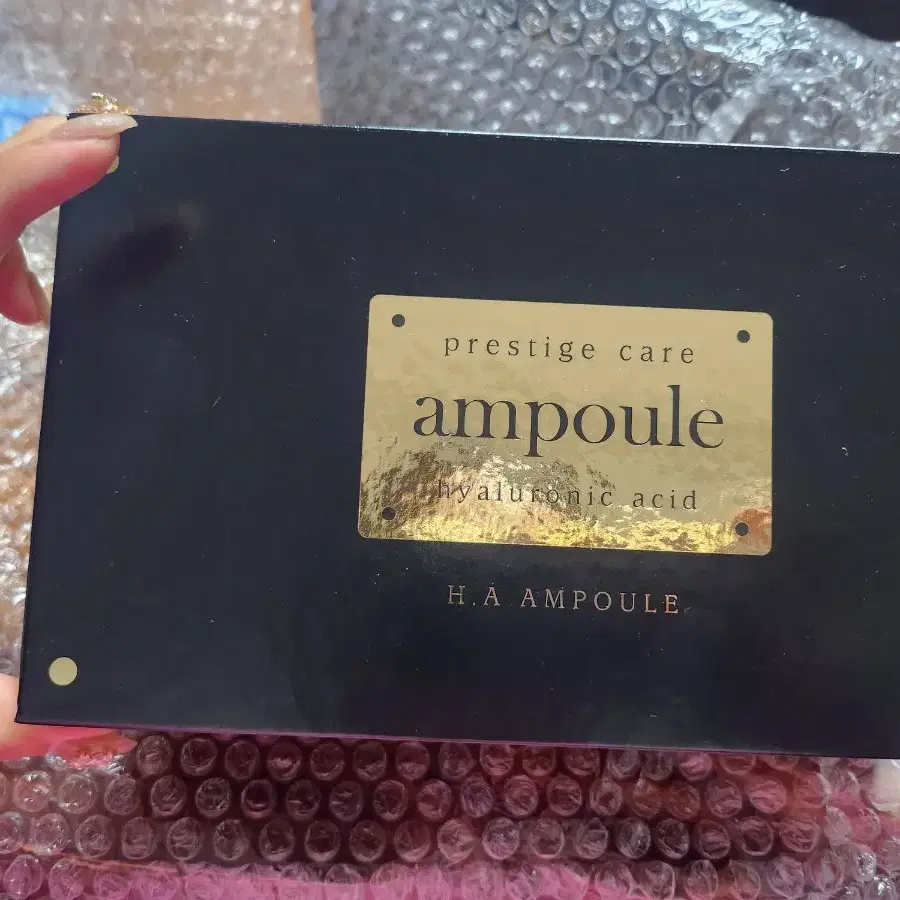 prestige care
ampoule
hyaluronic acid
H.A AMPOULE